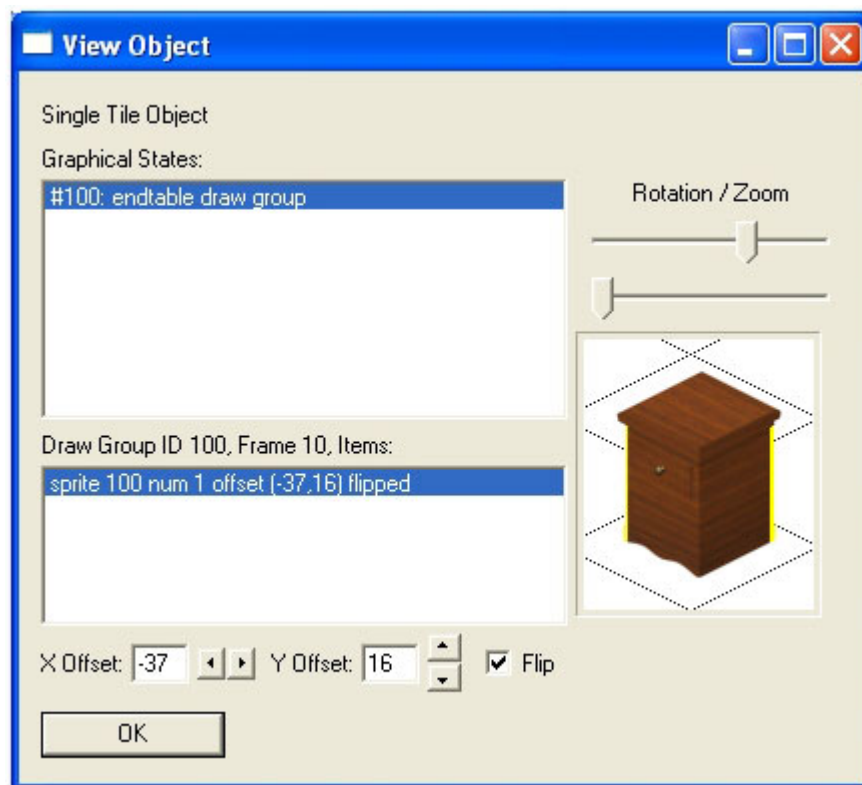 View Object
Single Tile Object
Graphical States:
#100: endtable draw group
Rotation / Zoom
Draw Group ID 100, Frame 10, Items:
sprite 100 num 1 offset (-37,16) flipped
X Offset: -37 Y Offset: 16 Flip
OK